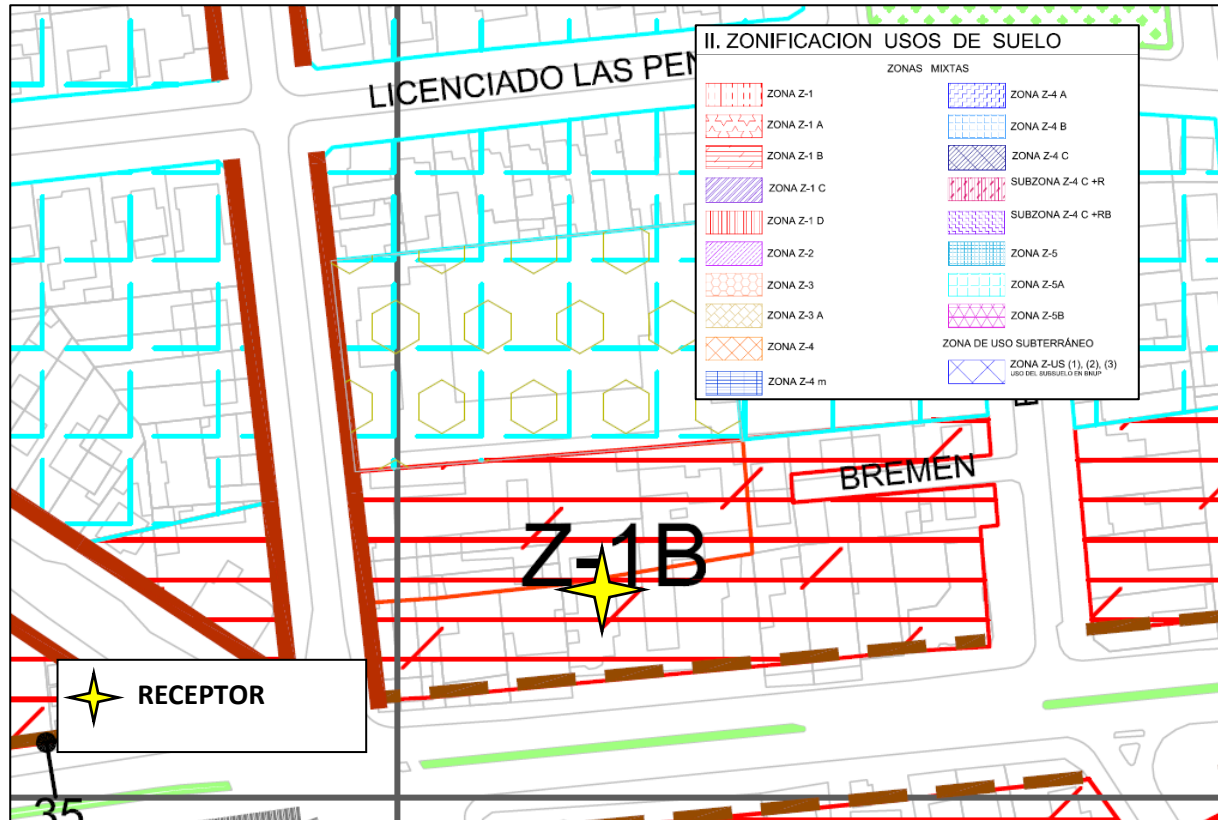 LICENCIADO LAS
II. ZONIFICACION USOS DE SUELO
ZONAS MIXTAS
ZONA Z-1
ZONA Z-1 A
ZONA Z-1 B
ZONA Z-1 C
ZONA Z-1 D
ZONA Z-2
ZONA Z-3
ZONA Z-3 A
ZONA Z-4
ZONA Z-4 m
ZONA Z-4 A
ZONA Z-4 B
ZONA Z-4 C
SUBZONA Z-4 C +R
SUBZONA Z-4 C +RB
ZONA Z-5
ZONA Z-5A
ZONA Z-5B
ZONA DE USO SUBTERRÁNEO
ZONA Z-US (1), (2), (3)
USO DEL SUBSUELO EN BNUP
BREMEN
Z-1B
RECEPTOR
35